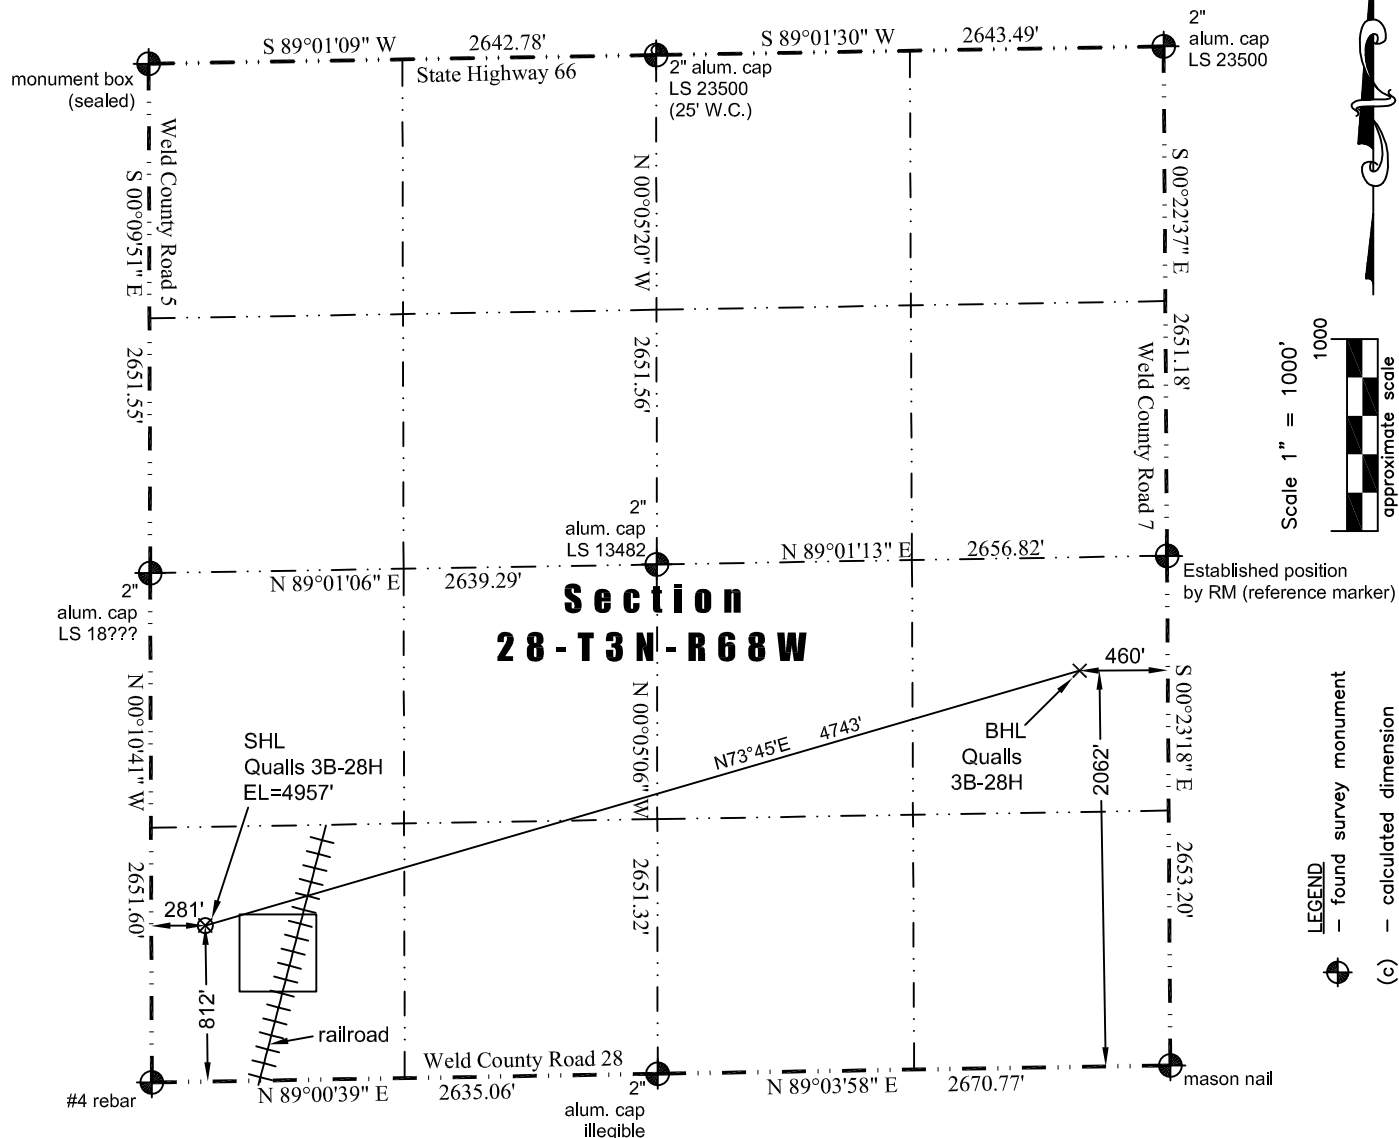 S 89°01'09" W
2642.78'
S 89°01'30" W
2643.49'
2"
alum. cap
LS 23500
monument box
(sealed)
State Highway 66
2" alum. cap
LS 23500
(25' W.C.)
Weld County Road 5
S 00°09'51" E
2651.55'
N 00°05'20" W
2651.56'
S 00°22'37" E
2651.18'
Weld County Road 7
Scale 1" = 1000'
1000
approximate scale
2"
alum. cap
LS 13482
N 89°01'06" E
2639.29'
N 89°01'13" E
2656.82'
2"
alum. cap
LS 18???
Established position
by RM (reference marker)
Section
28-T3N-R68W
460'
BHL
Qualls
3B-28H
2062'
N73°45'E
4743'
SHL
Qualls 3B-28H
EL=4957'
N 00°10'41" W
2651.60'
N 00°05'06" W
2651.32'
S 00°23'18" E
2653.20'
281'
812'
railroad
LEGEND
- found survey monument
(c) - calculated dimension
Weld County Road 28
#4 rebar
N 89°00'39" E
2635.06'
2"
alum. cap
illegible
N 89°03'58" E
2670.77'
mason nail